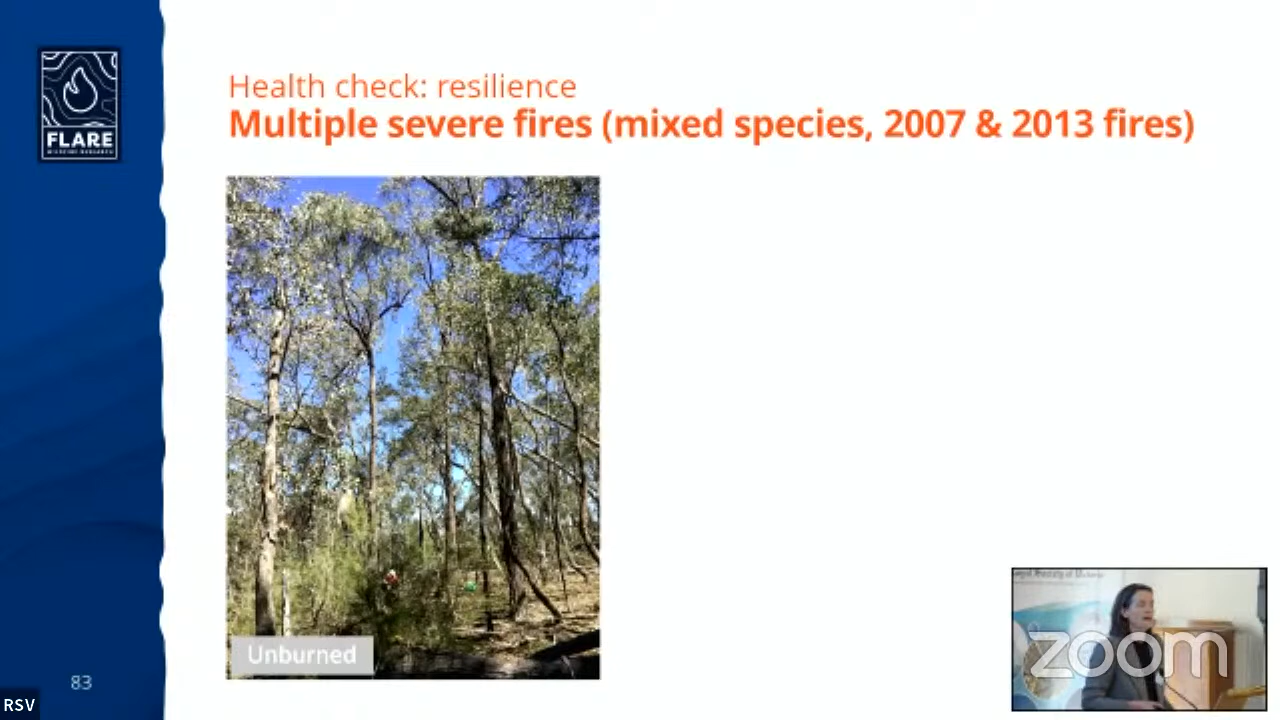 FLARE
Health check: resilience
Multiple severe fires (mixed species, 2007 & 2013 fires)
Unburned
83
RSV
zoom